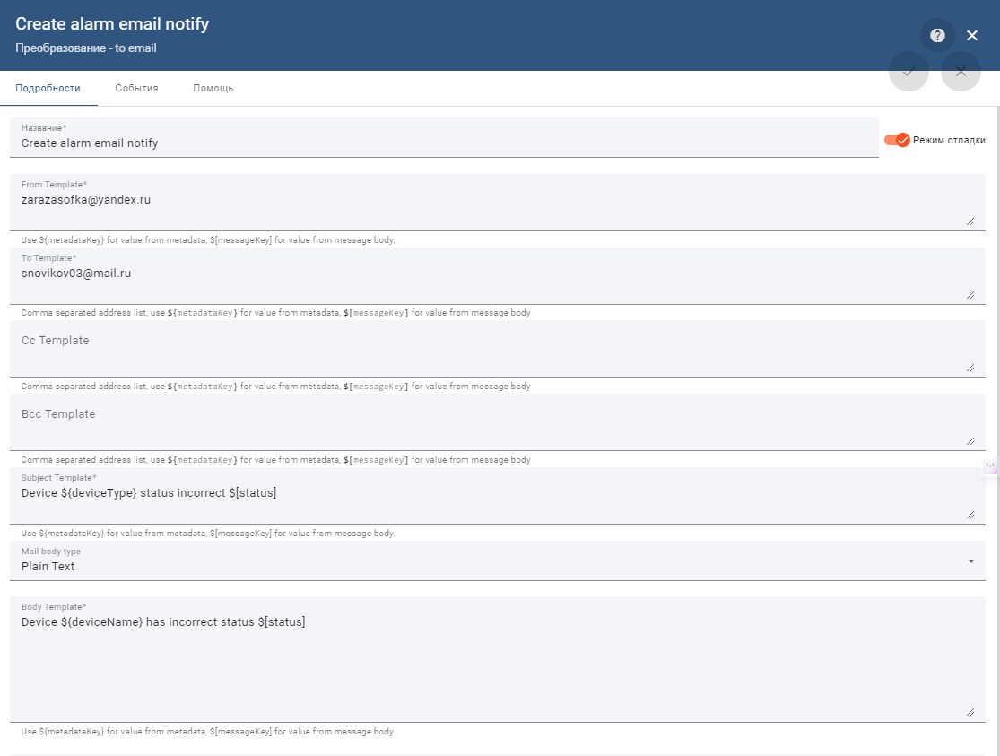 Create alarm email notify
Преобразование - to email
Подробности События Помощь
Название*
Create alarm email notify
Режим отладки
From Template*
zarazasofka@yandex.ru
Use ${metadataKey} for value from metadata, $[messageKey] for value from message body.
To Template*
snovikov03@mail.ru
Comma separated address list, use ${metadataKey} for value from metadata, $[messageKey] for value from message body
Cc Template
Comma separated address list, use ${metadataKey} for value from metadata, $[messageKey] for value from message body
Bcc Template
Comma separated address list, use ${metadataKey} for value from metadata, $[messageKey] for value from message body
Subject Template*
Device ${deviceType} status incorrect $[status]
Use ${metadataKey} for value from metadata, $[messageKey] for value from message body.
Mail body type
Plain Text
Body Template*
Device ${deviceName} has incorrect status $[status]
Use ${metadataKey} for value from metadata, $[messageKey] for value from message body.